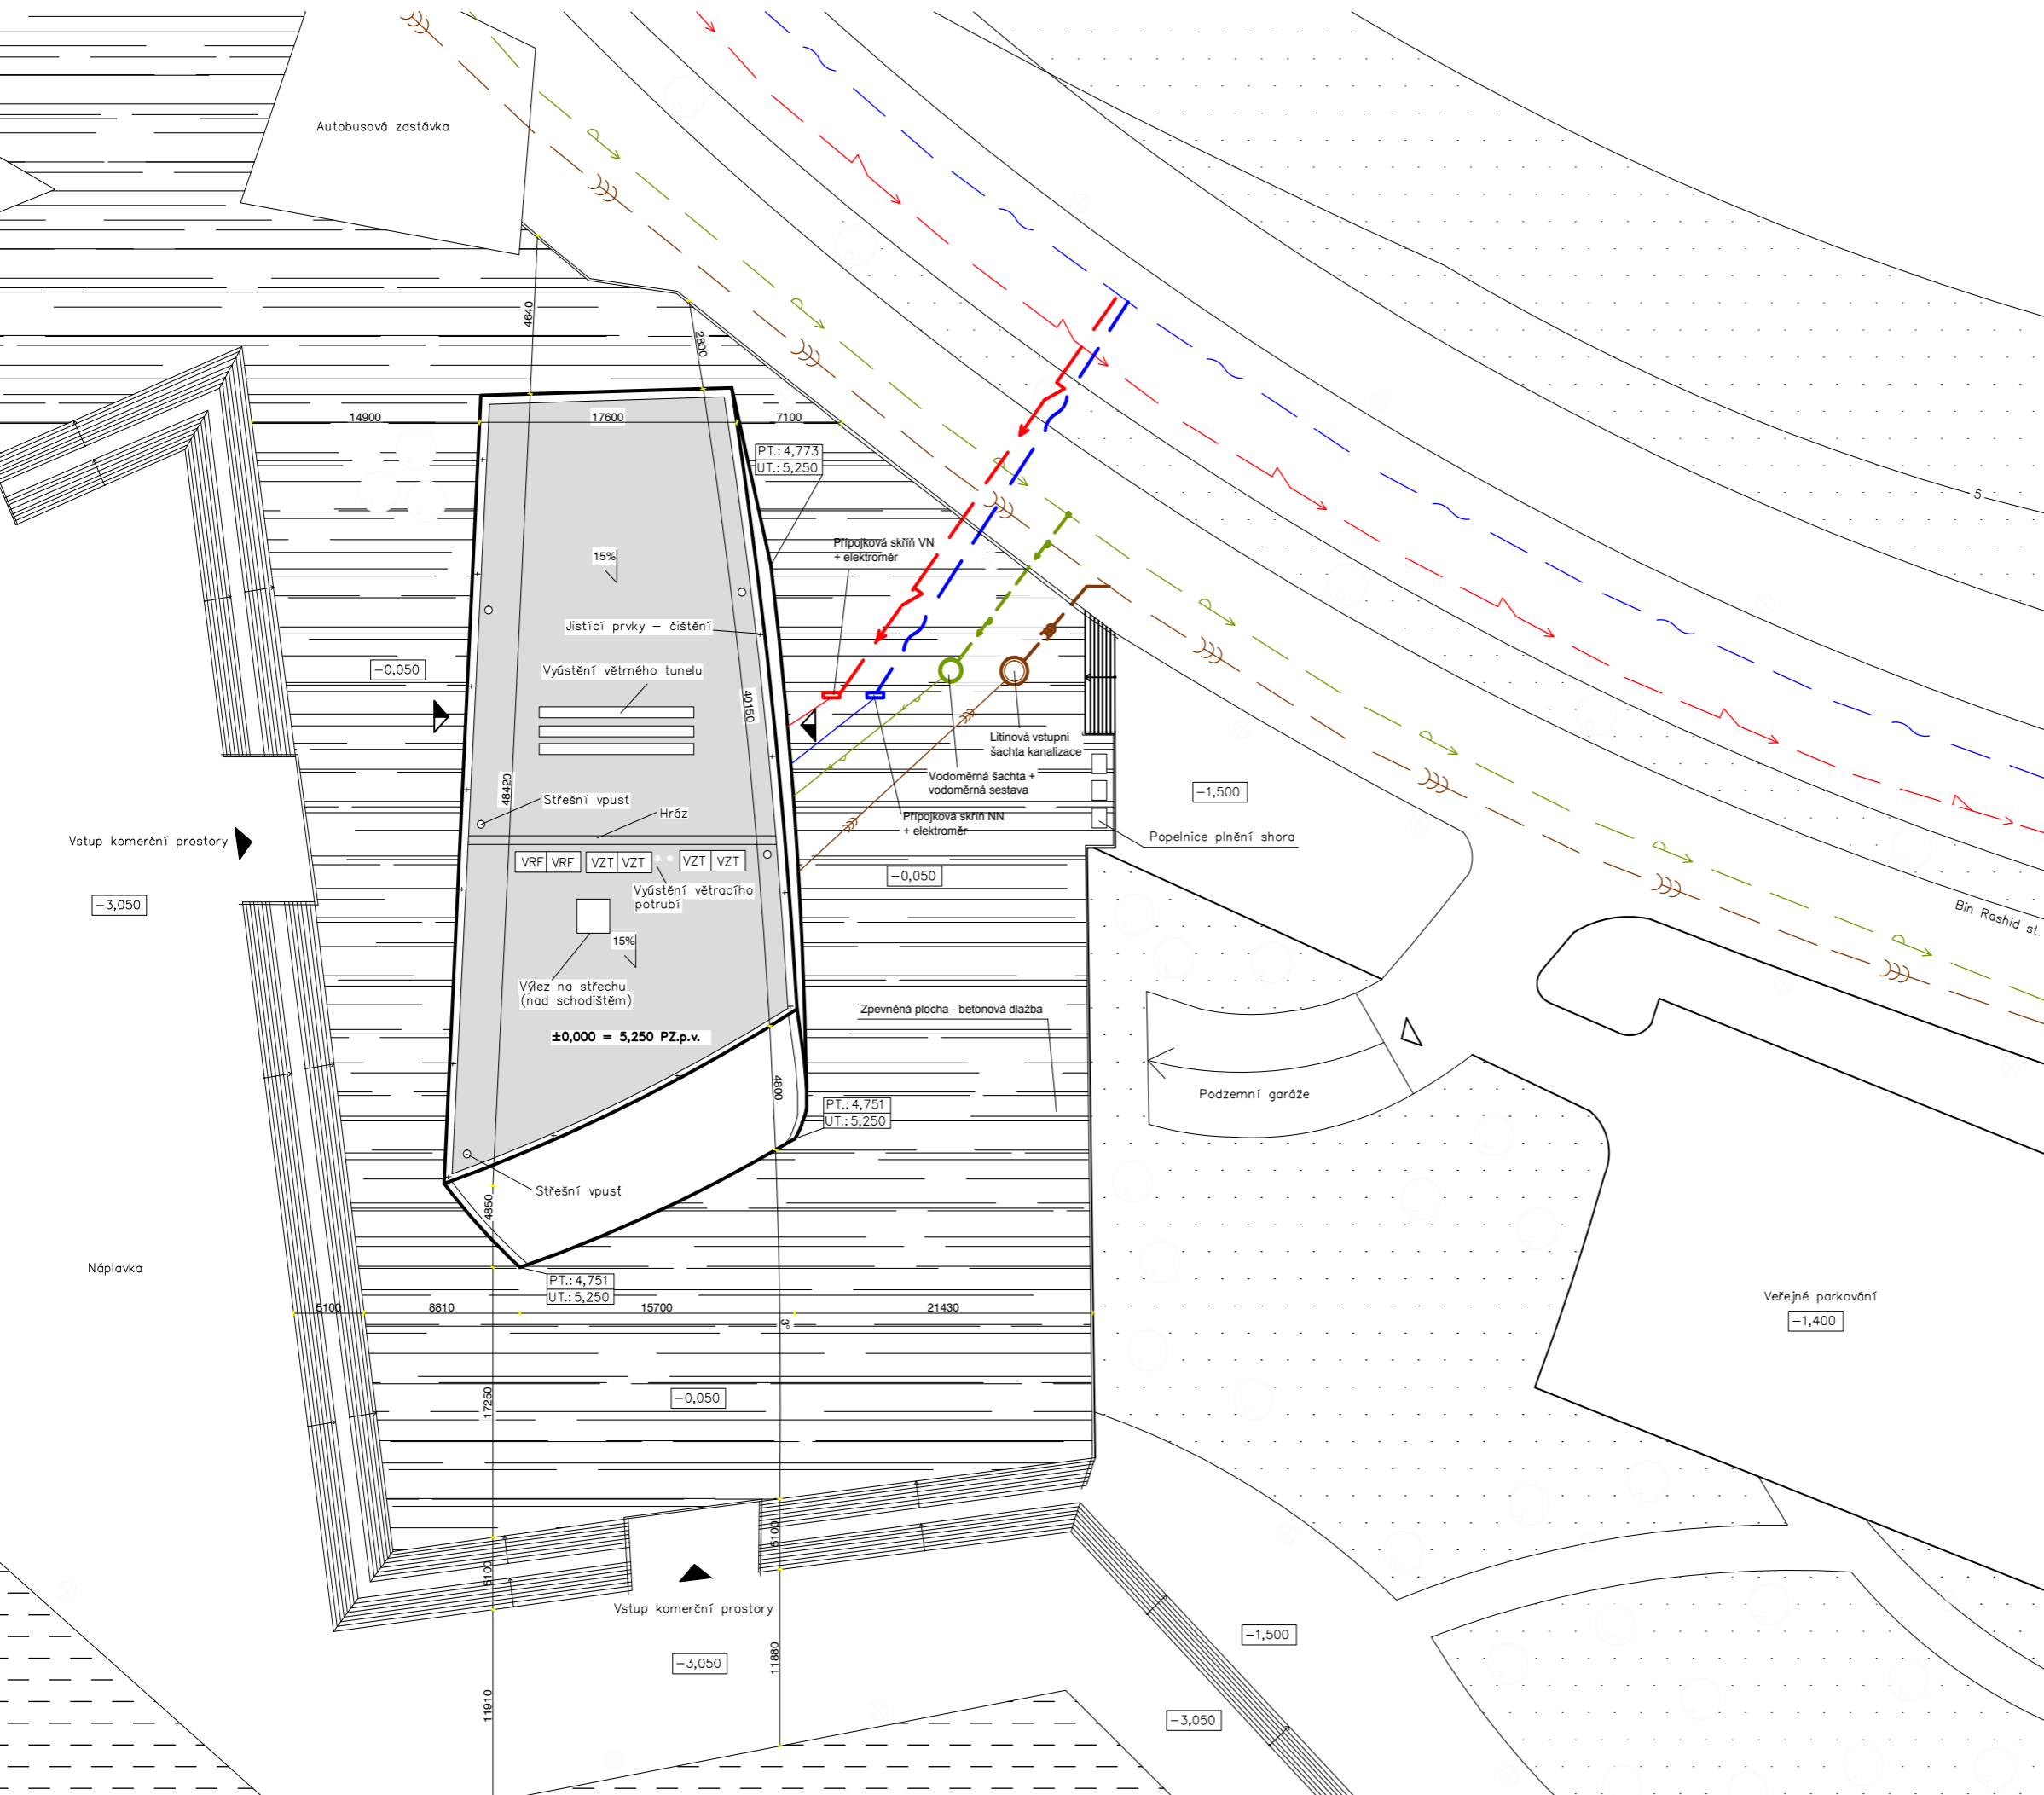 Autobusová zastávka
4640
2800
14900
17600
7100
PT.: 4,773
UT.: 5,250
5
Přípojková skříň VN
+ elektroměr
15%
Jistící prvky – čištění
Vyústění větrného tunelu
-0,050
40150
Litinová vstupní
šachta kanalizace
Vodoměrná šachta +
vodoměrná sestava
-1,500
48420
Střešní vpusť
Hráz
Přípojková skříň NN
+ elektroměr
Popelnice plnění shora
Vstup komerční prostory
VRF VRF VZT VZT VZT VZT
-0,050
Vyústění větracího
potrubí
-3,050
Bin Rashid st.
15%
Výlez na střechu
(nad schodištěm)
Zpevněná plocha - betonová dlažba
±0,000 = 5,250 PZ.p.v.
4800
Podzemní garáže
PT.: 4,751
UT.: 5,250
Střešní vpusť
4850
Náplavka
PT.: 4,751
UT.: 5,250
5100
8810
15700
21430
3°
Veřejné parkování
-1,400
17250
-0,050
5100
5100
Vstup komerční prostory
-1,500
-3,050
11880
11910
-3,050